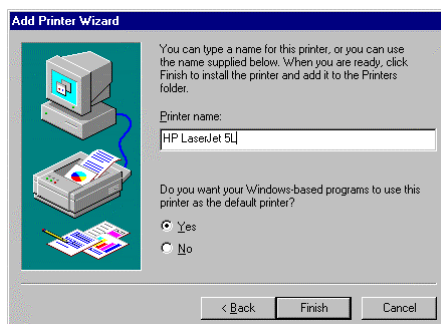 Add Printer Wizard
You can type a name for this printer, or you can use
the name supplied below. When you are ready, click
Finish to install the printer and add it to the Printers
folder.
Printer name:
HP LaserJet 5L
Do you want your Windows-based programs to use this
printer as the default printer?
Yes
No
< Back Finish Cancel